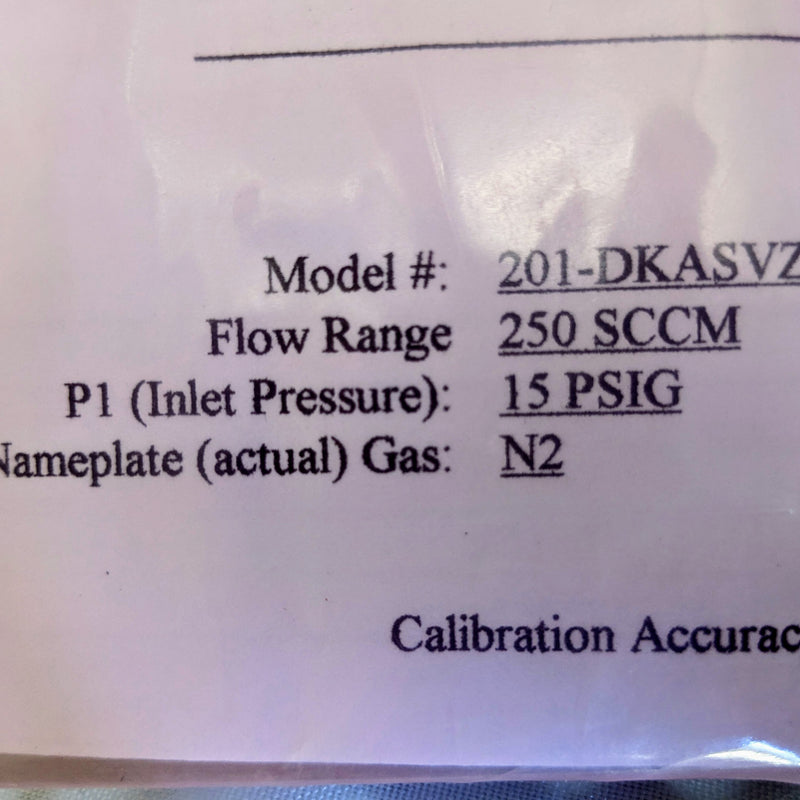 Model #: 201-DKASVZ
Flow Range 250 SCCM
P1 (Inlet Pressure): 15 PSIG
Nameplate (actual) Gas: N2
Calibration Accurac